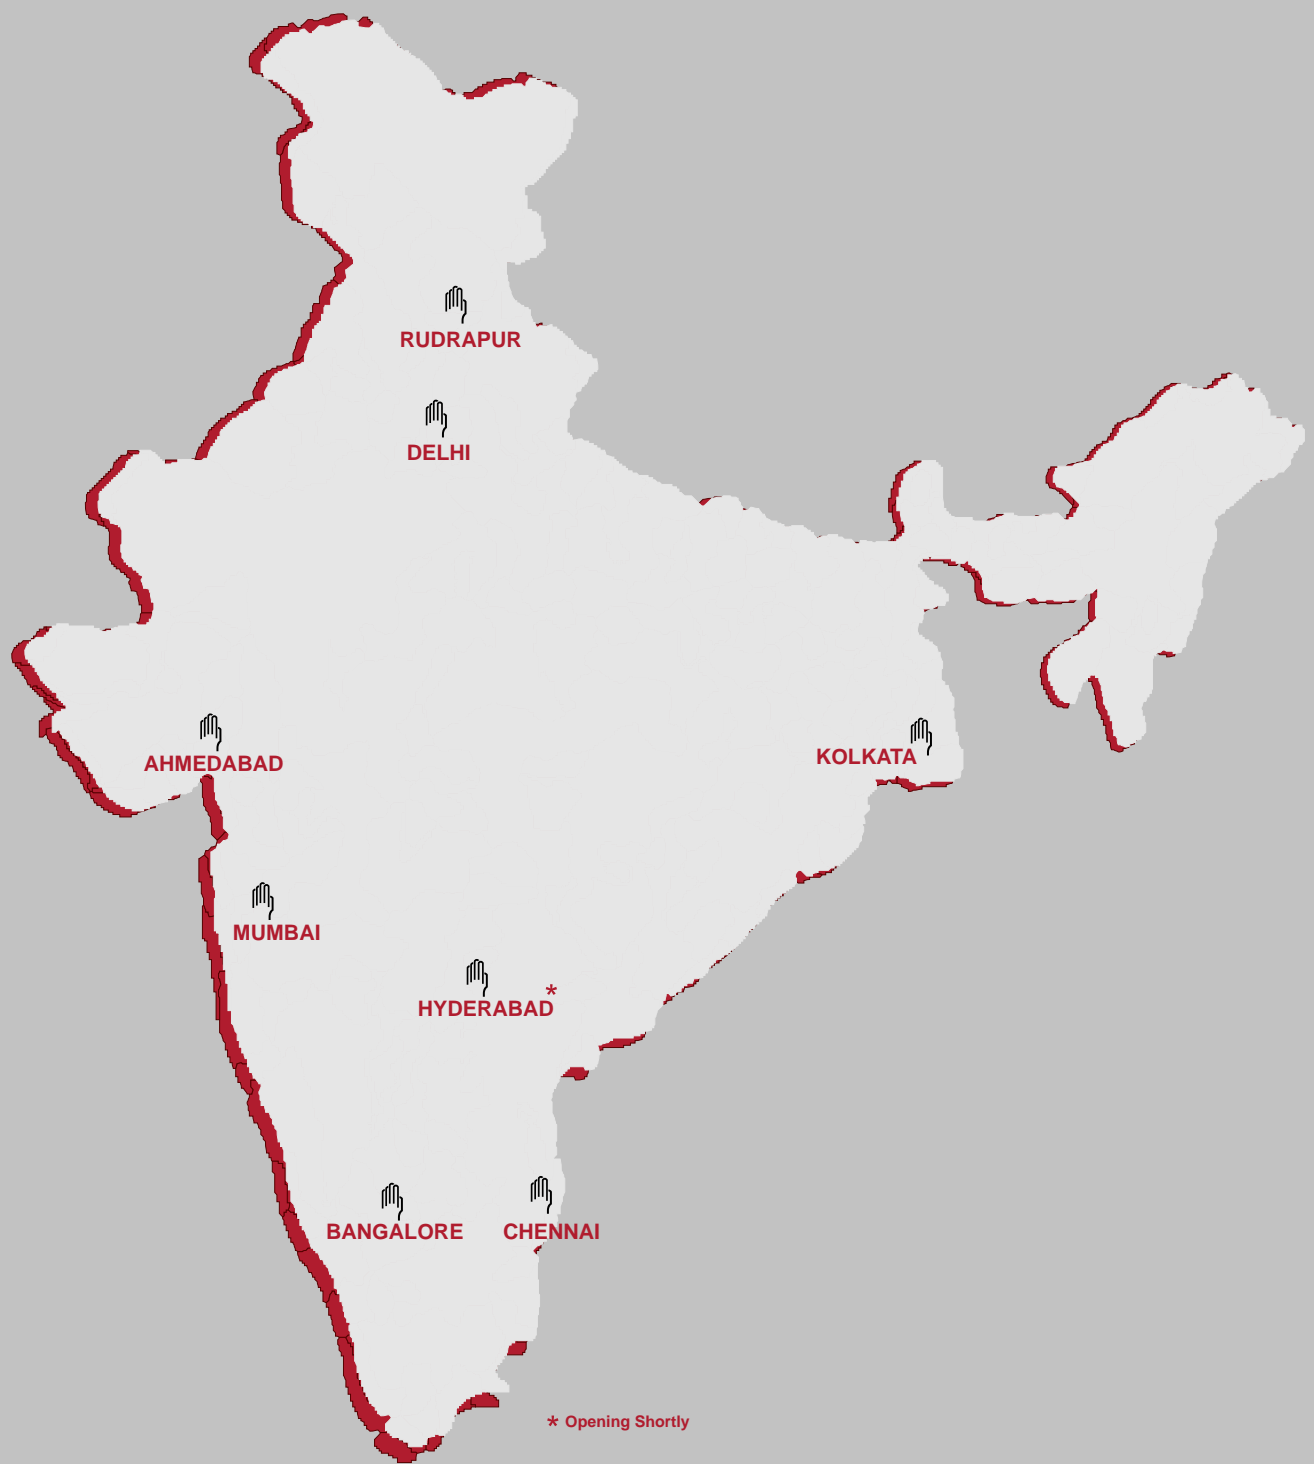 RUDRAPUR
DELHI
AHMEDABAD
KOLKATA
MUMBAI
HYDERABAD*
BANGALORE
CHENNAI
* Opening Shortly